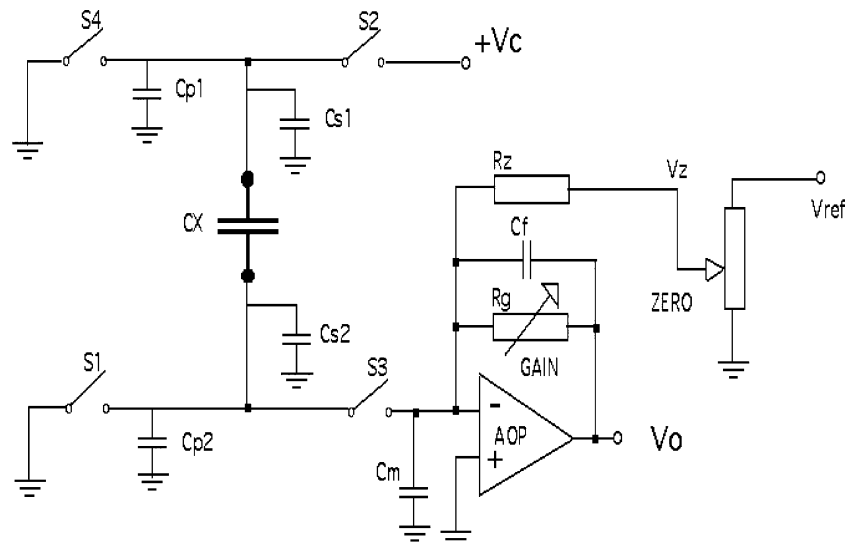 S4
S2
+Vc
Cp1
Cs1
Rz
Vz
Vref
CX
Cf
ZERO
Rg
Cs2
GAIN
S1
S3
Cp2
-
AOP
+
Vo
Cm